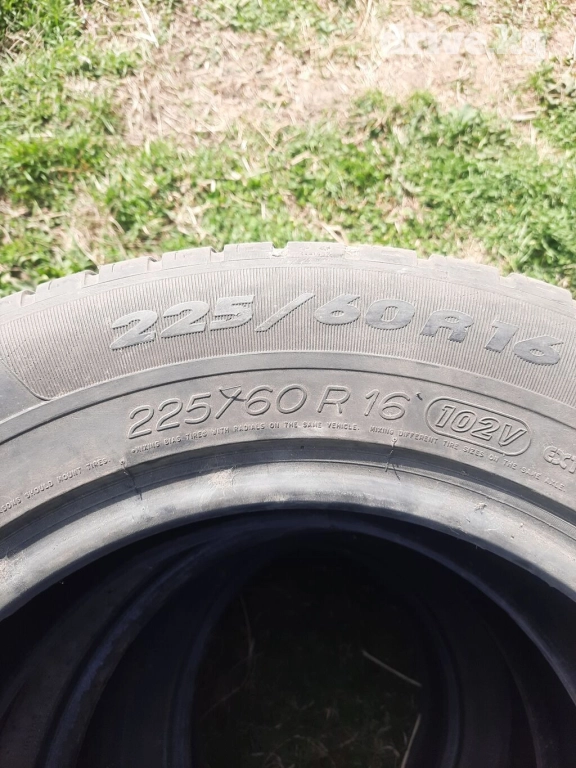 225/60R16
225/60 R 16 102V
MIXING BIAS TIRES WITH RADIALS ON THE SAME VEHICLE. MIXING DIFFERENT TIRE SIZES ON THE SAME AXLE
SHOULD MOUNT TIRES.